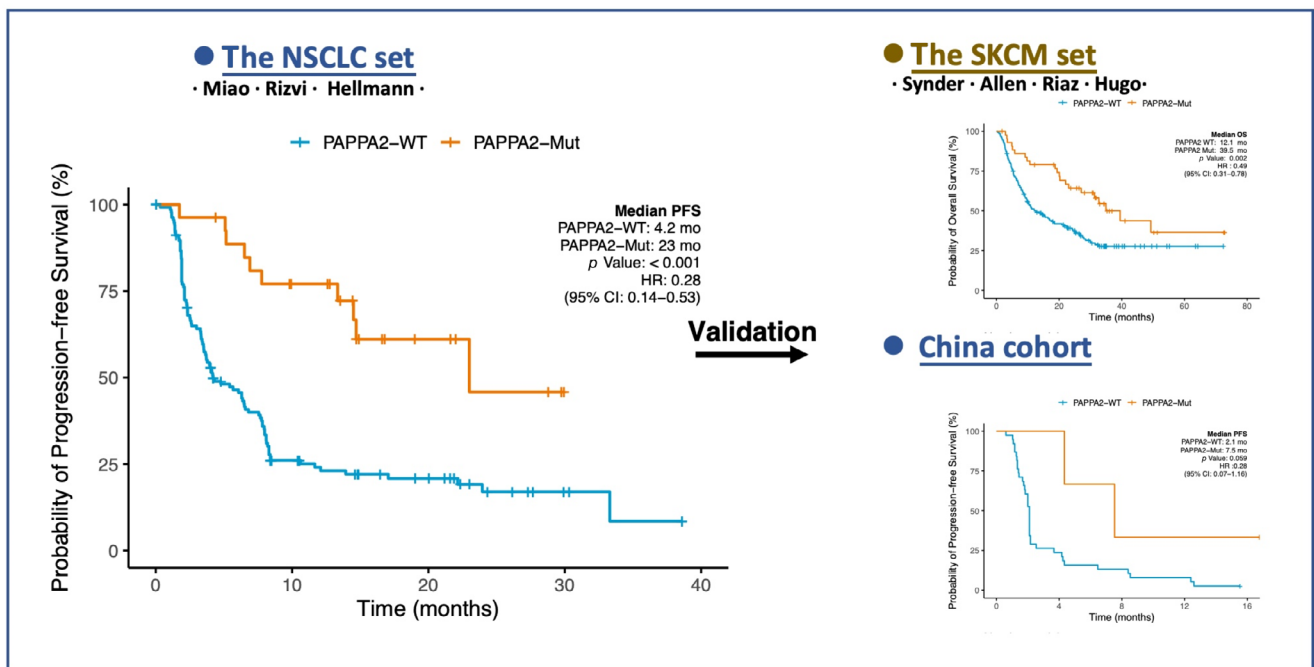 ● The NSCLC set
· Miao · Rizvi · Hellmann ·
PAPPA2−WT PAPPA2−Mut
Probability of Progression−free Survival (%)
100
75
50
25
0
0 10 20 30 40
Time (months)
Median PFS
PAPPA2−WT: 4.2 mo
PAPPA2−Mut: 23 mo
p Value: < 0.001
HR: 0.28
(95% CI: 0.14−0.53)
Validation
● The SKCM set
· Synder · Allen · Riaz · Hugo·
PAPPA2−WT PAPPA2−Mut
Probability of Overall Survival (%)
100
75
50
25
0
0 20 40 60 80
Time (months)
Median OS
PAPPA2 WT: 12.1 mo
PAPPA2 Mut: 39.5 mo
p Value: 0.002
HR : 0.49
(95% CI: 0.31−0.78)
● China cohort
PAPPA2−WT PAPPA2−Mut
Probability of Progression−free Survival (%)
100
75
50
25
0
0 4 8 12 16
Time (months)
Median PFS
PAPPA2−WT: 2.1 mo
PAPPA2−Mut: 7.5 mo
p Value: 0.059
HR :0.28
(95% CI: 0.07−1.16)